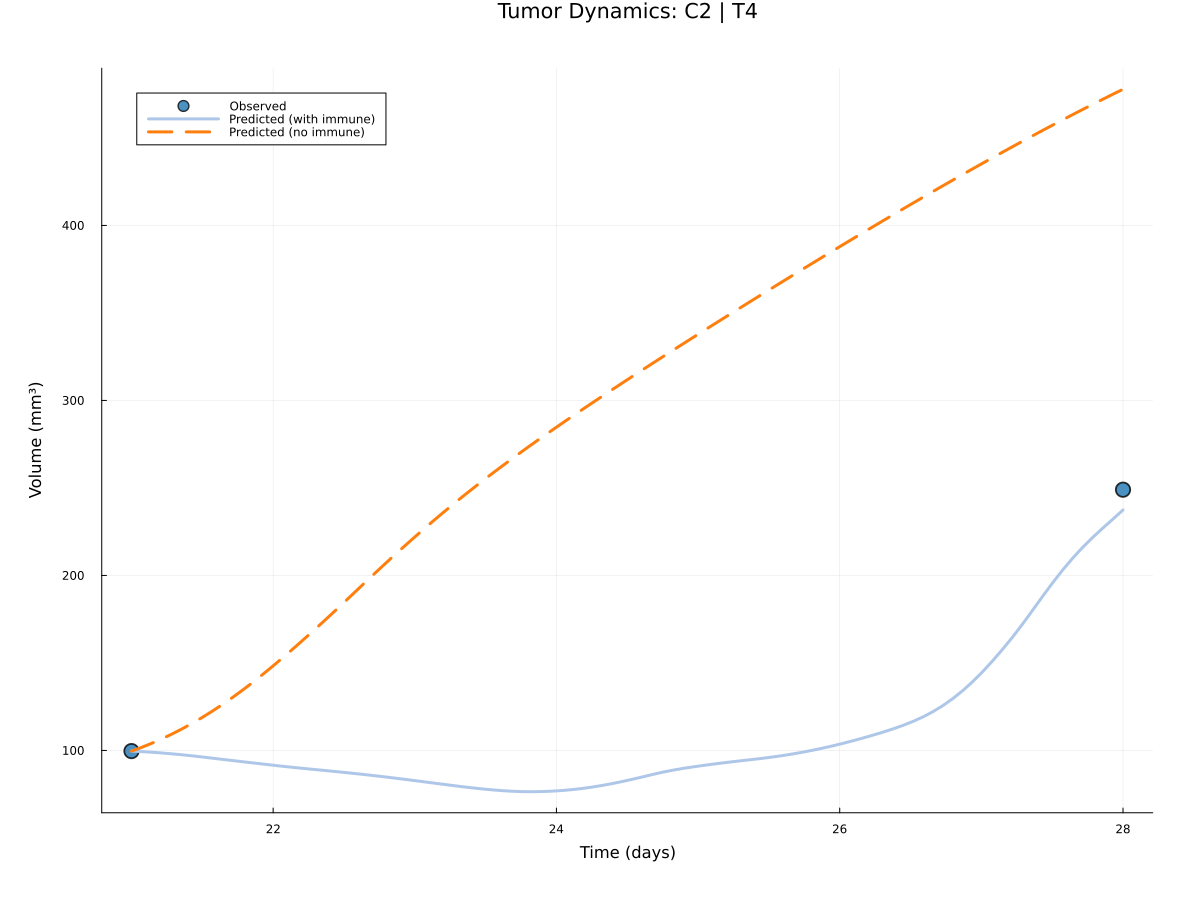 Tumor Dynamics: C2 | T4
Observed
Predicted (with immune)
Predicted (no immune)
Volume (mm³)
400
300
200
100
22
24
26
28
Time (days)